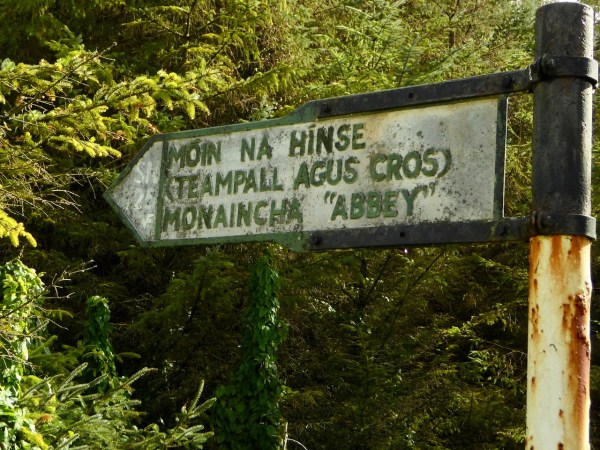 MÓIN NA HINSE
(TEAMPALL AGUS CROS)
MONAINCHA "ABBEY"